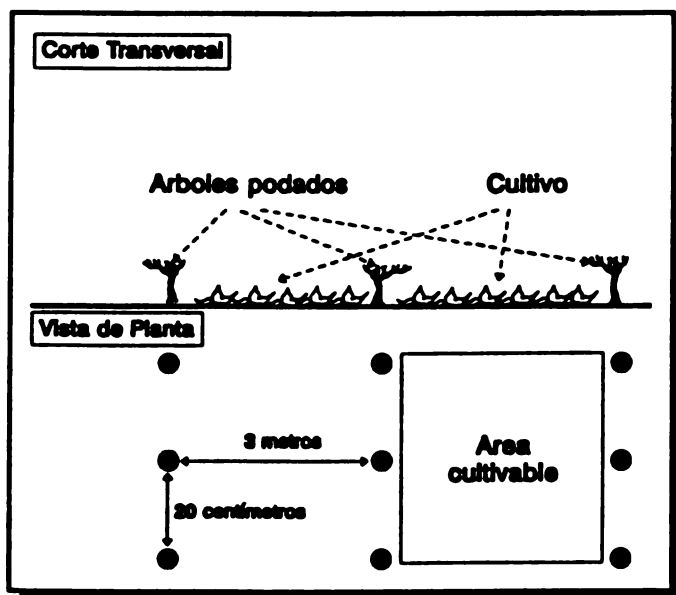 Corte Transversal
Arboles podados
Cultivo
Vista de Planta
3 metros
20 centímetros
Area
cultivable